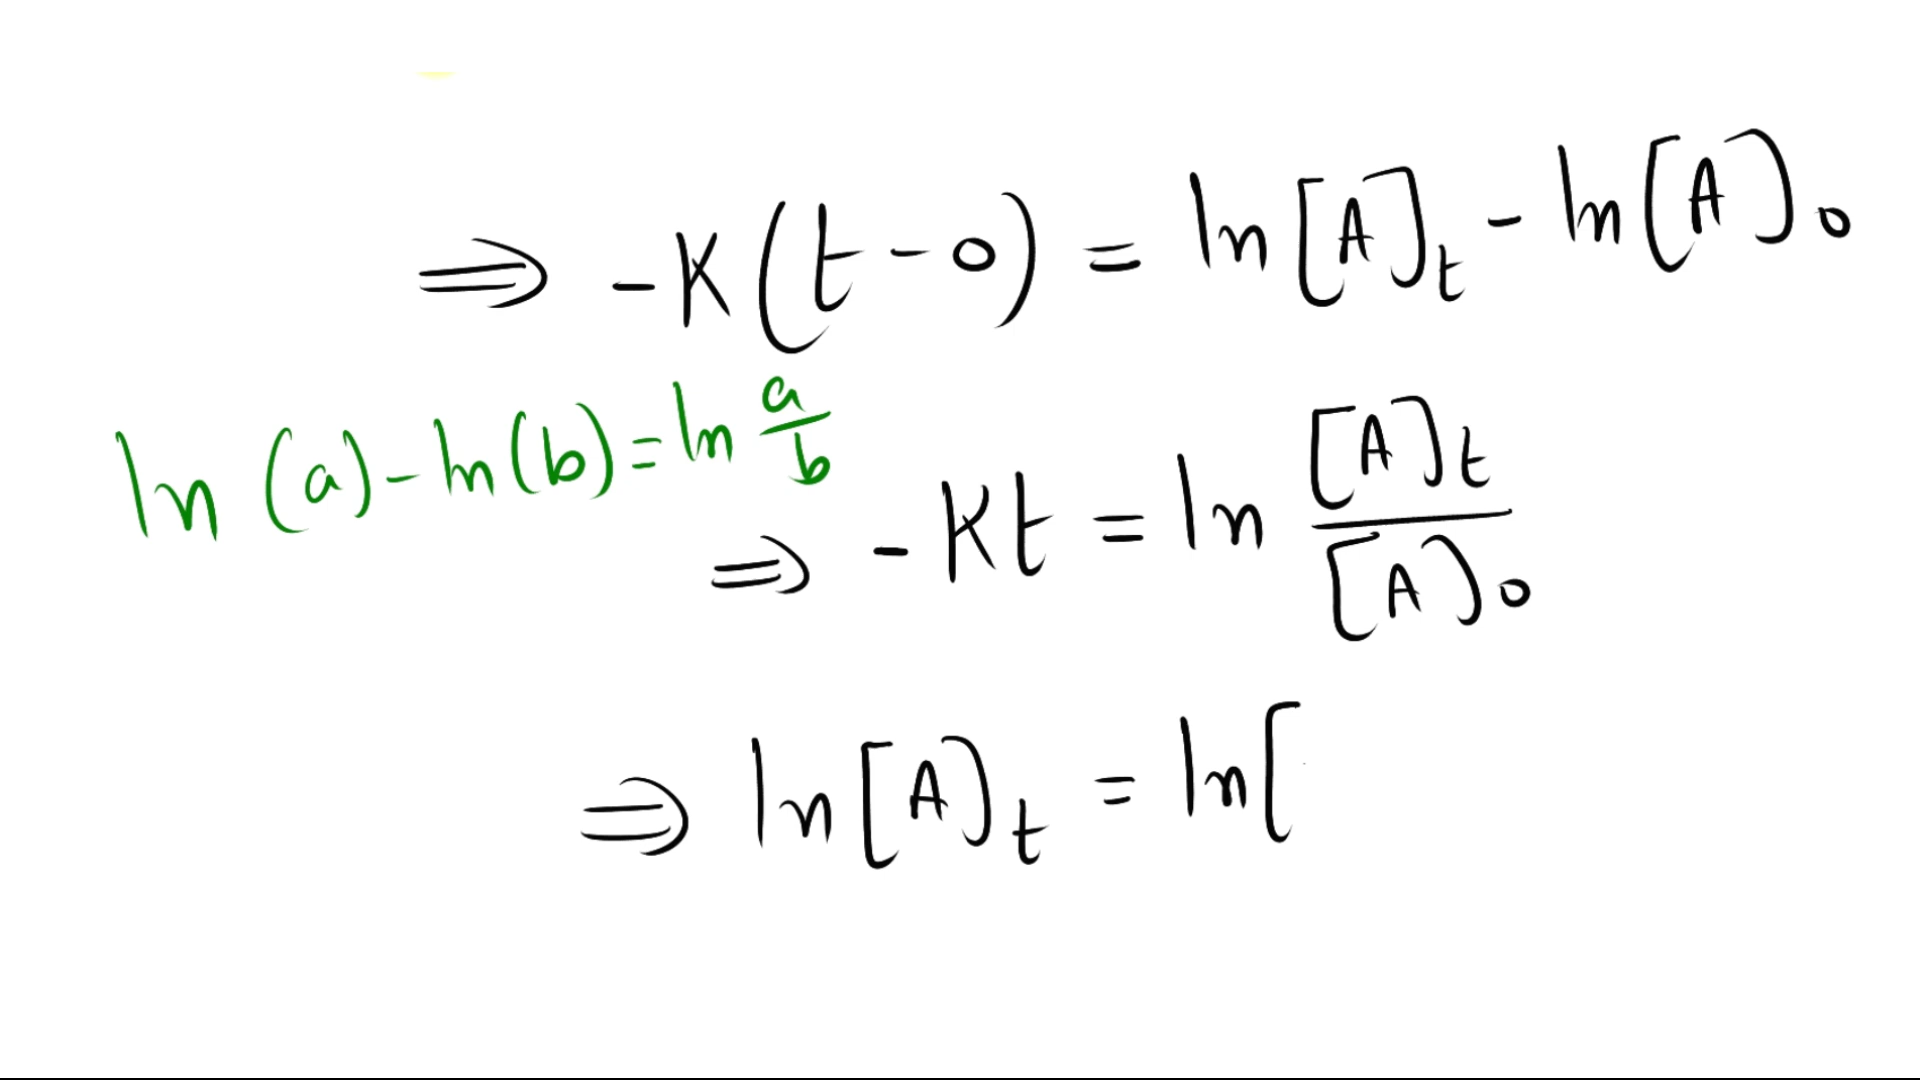 ⇒ -K(t-0) = ln[A]t - ln[A]0
ln (a) - ln(b) = ln a/b
⇒ -Kt = ln [A]t/[A]0
⇒ ln[A]t = ln[